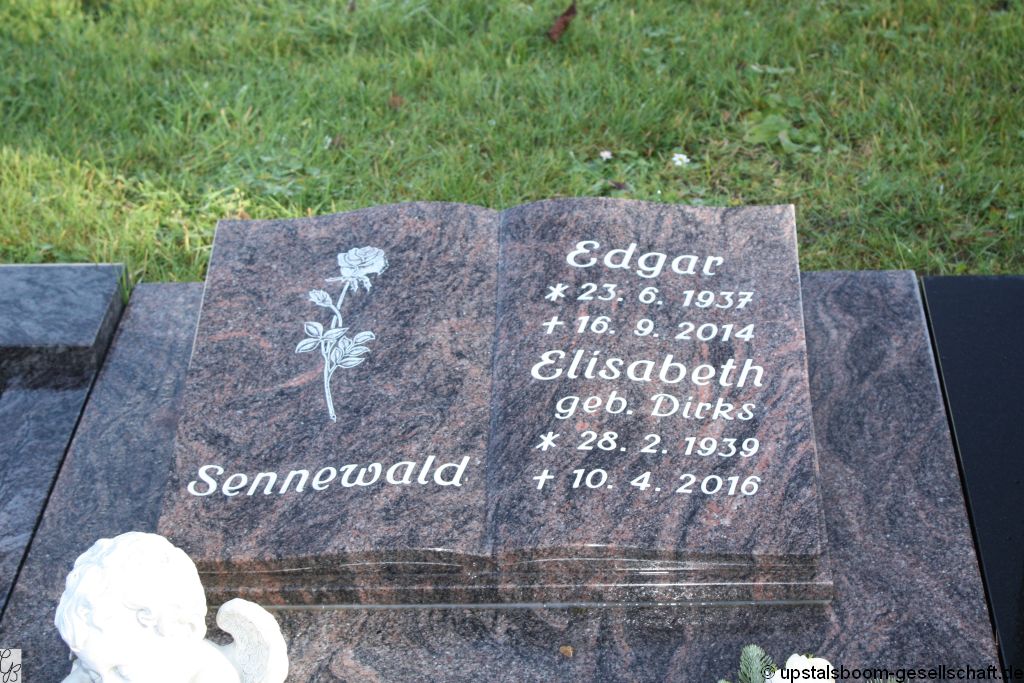 Sennewald
Edgar
* 23. 6. 1937
+ 16. 9. 2014
Elisabeth
geb. Dirks
* 28. 2. 1939
+ 10. 4. 2016
© upstalsboom-gesellschaft.de